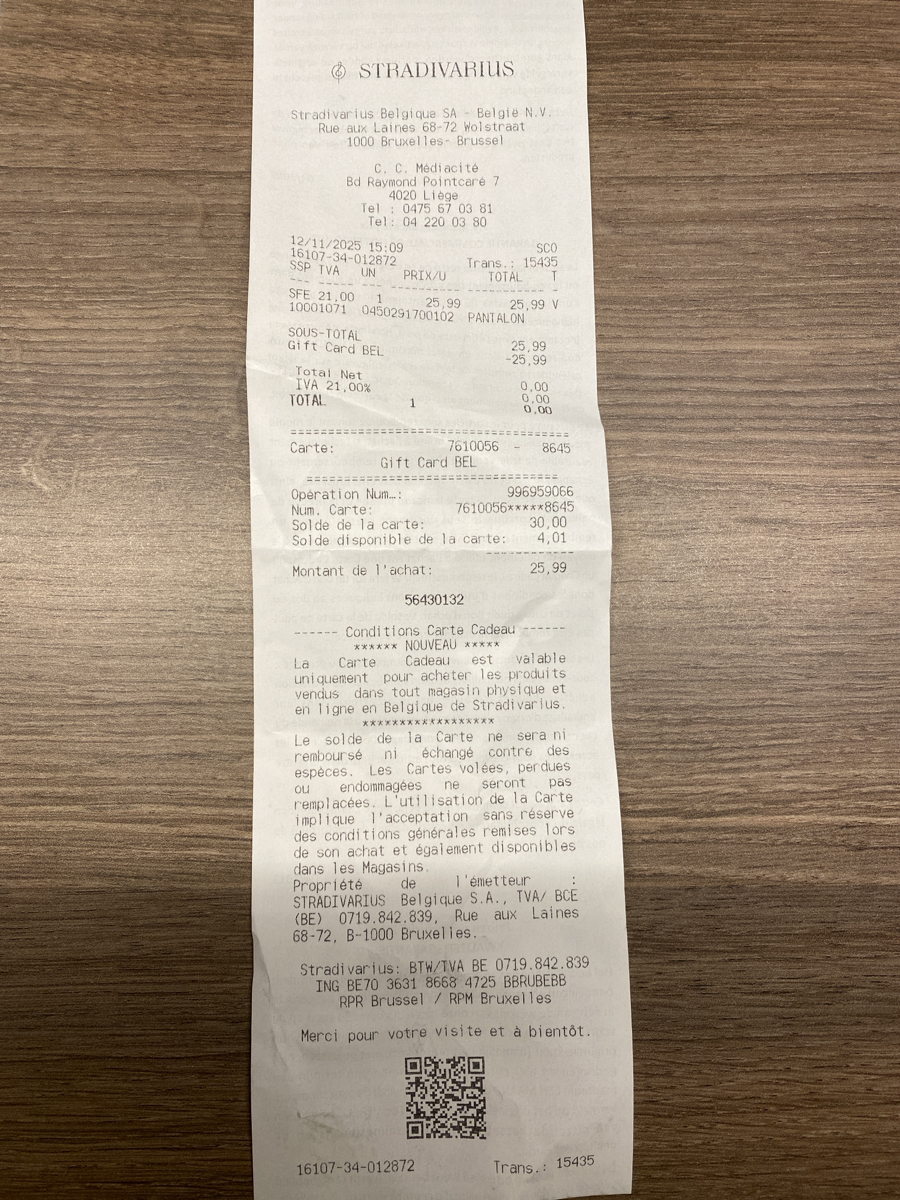 STRADIVARIUS
Stradivarius Belgique SA - België N.V.
Rue aux Laines 68-72 Wolstraat
1000 Bruxelles- Brussel
C. C. Médiacité
Bd Raymond Pointcaré 7
4020 Liège
Tel : 0475 67 03 81
Tel: 04 220 03 80
12/11/2025 15:09 SCO
16107-34-012872 Trans.: 15435
SSP TVA UN PRIX/U TOTAL T
--- ----- --- ---------- ---------- -
SFE 21,00 1 25,99 25,99 V
10001071 0450291700102 PANTALON
SOUS-TOTAL 25,99
Gift Card BEL -25,99
Total Net 0,00
IVA 21,00% 0,00
TOTAL 1 0,00
======================================
Carte: 7610056 - 8645
Gift Card BEL
==================================
Opération Num…: 996959066
Num. Carte: 7610056*****8645
Solde de la carte: 30,00
Solde disponible de la carte: 4,01
------------
Montant de l'achat: 25,99
56430132
------ Conditions Carte Cadeau ------
****** NOUVEAU *****
La Carte Cadeau est valable
uniquement pour acheter les produits
vendus dans tout magasin physique et
en ligne en Belgique de Stradivarius.
******************
Le solde de la Carte ne sera ni
remboursé ni échangé contre des
espèces. Les Cartes volées, perdues
ou endommagées ne seront pas
remplacées. L'utilisation de la Carte
implique l'acceptation sans réserve
des conditions générales remises lors
de son achat et également disponibles
dans les Magasins.
Propriété de l'émetteur :
STRADIVARIUS Belgique S.A., TVA/ BCE
(BE) 0719.842.839, Rue aux Laines
68-72, B-1000 Bruxelles.
Stradivarius: BTW/TVA BE 0719.842.839
ING BE70 3631 8668 4725 BBRUBEBB
RPR Brussel / RPM Bruxelles
Merci pour votre visite et à bientôt.
16107-34-012872 Trans.: 15435